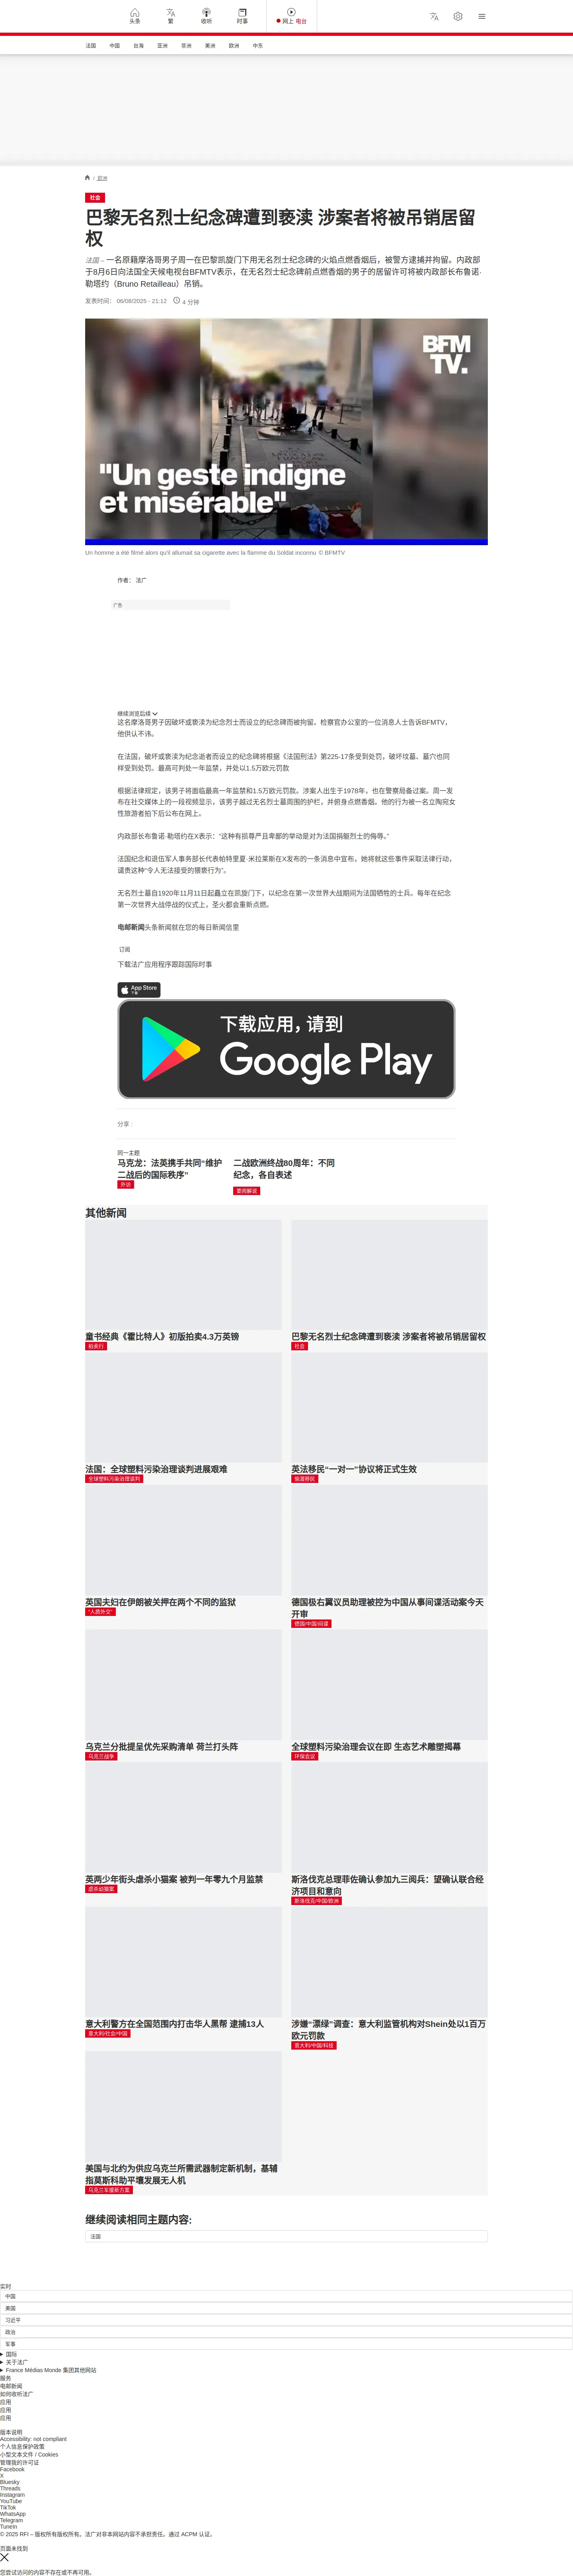 头条
繁
收听
时事
网上 电台
法国
中国
台海
亚洲
非洲
美洲
欧洲
中东
/ 欧洲
社会
巴黎无名烈士纪念碑遭到亵渎 涉案者将被吊销居留
权
法国 – 一名原籍摩洛哥男子周一在巴黎凯旋门下用无名烈士纪念碑的火焰点燃香烟后，被警方逮捕并拘留。内政部
于8月6日向法国全天候电视台BFMTV表示，在无名烈士纪念碑前点燃香烟的男子的居留许可将被内政部长布鲁诺·
勒塔约（Bruno Retailleau）吊销。
发表时间： 06/08/2025 - 21:12
4 分钟
BFM
TV.
"Un geste indigne
et misérable"
Un homme a été filmé alors qu'il allumait sa cigarette avec la flamme du Soldat inconnu © BFMTV
作者： 法广
广告
继续浏览后续
这名摩洛哥男子因破坏或亵渎为纪念烈士而设立的纪念碑而被拘留。检察官办公室的一位消息人士告诉BFMTV，
他供认不讳。
在法国，破坏或亵渎为纪念逝者而设立的纪念碑将根据《法国刑法》第225-17条受到处罚，破坏坟墓、墓穴也同
样受到处罚。最高可判处一年监禁，并处以1.5万欧元罚款
根据法律规定，该男子将面临最高一年监禁和1.5万欧元罚款。涉案人出生于1978年，也在警察局备过案。周一发
布在社交媒体上的一段视频显示，该男子越过无名烈士墓周围的护栏，并俯身点燃香烟。他的行为被一名立陶宛女
性旅游者拍下后公布在网上。
内政部长布鲁诺·勒塔约在X表示：“这种有损尊严且卑鄙的举动是对为法国捐躯烈士的侮辱。”
法国纪念和退伍军人事务部长代表帕特里夏·米拉莱斯在X发布的一条消息中宣布，她将就这些事件采取法律行动，
谴责这种“令人无法接受的猥亵行为”。
无名烈士墓自1920年11月11日起矗立在凯旋门下，以纪念在第一次世界大战期间为法国牺牲的士兵。每年在纪念
第一次世界大战停战的仪式上，圣火都会重新点燃。
电邮新闻头条新闻就在您的每日新闻信里
订阅
下载法广应用程序跟踪国际时事
App Store
下载
下载应用，请到
Google Play
分享 :
同一主题
马克龙：法英携手共同“维护
二战后的国际秩序”
外访
二战欧洲终战80周年：不同
纪念，各自表述
要闻解说
其他新闻
童书经典《霍比特人》初版拍卖4.3万英镑
拍卖行
巴黎无名烈士纪念碑遭到亵渎 涉案者将被吊销居留权
社会
法国：全球塑料污染治理谈判进展艰难
全球塑料污染治理谈判
英法移民“一对一”协议将正式生效
偷渡移民
英国夫妇在伊朗被关押在两个不同的监狱
“人质外交”
德国极右翼议员助理被控为中国从事间谍活动案今天
开审
德国/中国/间谍
乌克兰分批提呈优先采购清单 荷兰打头阵
乌克兰战争
全球塑料污染治理会议在即 生态艺术雕塑揭幕
环保会议
英两少年街头虐杀小猫案 被判一年零九个月监禁
虐杀幼猫案
斯洛伐克总理菲佐确认参加九三阅兵：望确认联合经
济项目和意向
斯洛伐克/中国/欧洲
意大利警方在全国范围内打击华人黑帮 逮捕13人
意大利/社会/中国
涉嫌“漂绿”调查：意大利监管机构对Shein处以1百万
欧元罚款
意大利/中国/科技
美国与北约为供应乌克兰所需武器制定新机制，基辅
指莫斯科助平壤发展无人机
乌克兰军援新方案
继续阅读相同主题内容:
法国
实时
中国
美国
习近平
政治
军事
国际
关于法广
France Médias Monde 集团其他网站
服务
电邮新闻
如何收听法广
应用
应用
应用
版本说明
Accessibility: not compliant
个人信息保护政策
小型文本文件 / Cookies
管理我的许可证
Facebook
X
Bluesky
Threads
Instagram
YouTube
TikTok
WhatsApp
Telegram
TuneIn
© 2025 RFI – 版权所有版权所有。法广对非本网站内容不承担责任。通过 ACPM 认证。
页面未找到
您尝试访问的内容不存在或不再可用。